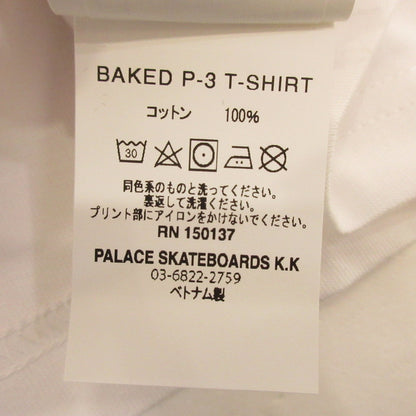 BAKED P-3 T-SHIRT
コットン 100%
30
同色系のものと洗ってください。
裏返して洗濯ください。
プリント部にアイロンをかけないでください。
RN 150137
PALACE SKATEBOARDS K.K
03-6822-2759
ベトナム製